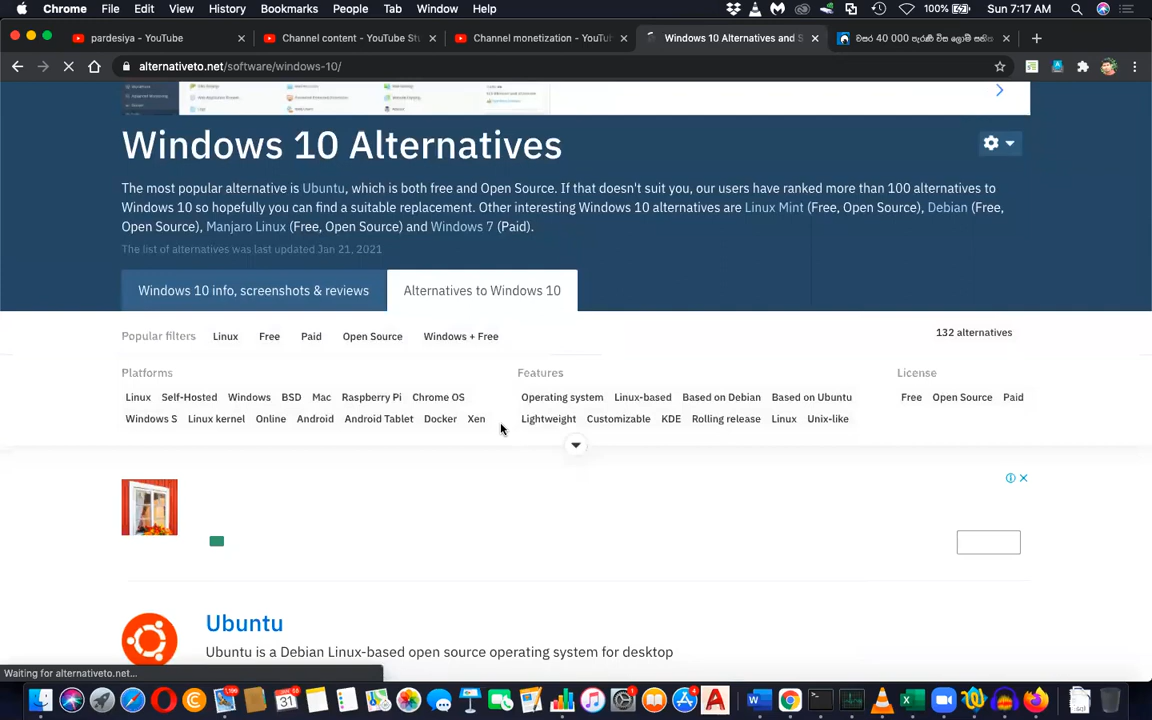 Chrome File Edit View History Bookmarks People Tab Window Help 100% Sun 7:17 AM
pardesiya - YouTube
Channel content - YouTube St
Channel monetization - YouTu
Windows 10 Alternatives and S
වසර 40 000 පැරණි
alternativeto.net/software/windows-10/
Windows 10 Alternatives
The most popular alternative is Ubuntu, which is both free and Open Source. If that doesn't suit you, our users have ranked more than 100 alternatives to
Windows 10 so hopefully you can find a suitable replacement. Other interesting Windows 10 alternatives are Linux Mint (Free, Open Source), Debian (Free,
Open Source), Manjaro Linux (Free, Open Source) and Windows 7 (Paid).
The list of alternatives was last updated Jan 21, 2021
Windows 10 info, screenshots & reviews
Alternatives to Windows 10
Popular filters Linux Free Paid Open Source Windows + Free 132 alternatives
Platforms Features License
Linux Self-Hosted Windows BSD Mac Raspberry Pi Chrome OS Operating system Linux-based Based on Debian Based on Ubuntu Free Open Source Paid
Windows S Linux kernel Online Android Android Tablet Docker Xen Lightweight Customizable KDE Rolling release Linux Unix-like
Ubuntu
Ubuntu is a Debian Linux-based open source operating system for desktop
Waiting for alternativeto.net...